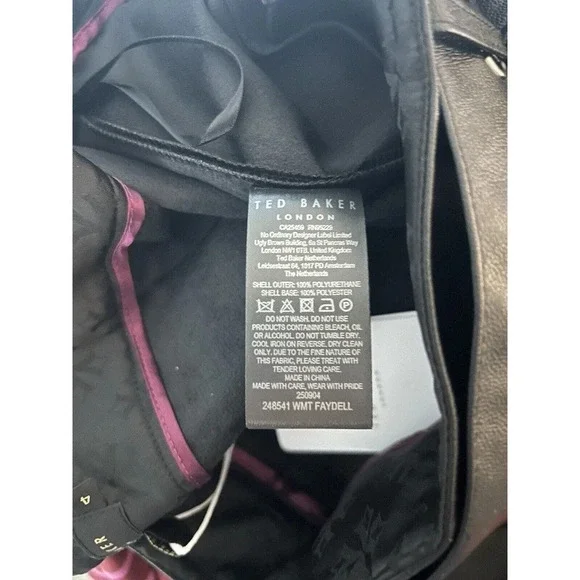 TED BAKER
LONDON
CA25459 RN95229
No Ordinary Designer Label Limited
Ugly Brown Building, 6a St Pancras Way
London NW1 0TB. United Kingdom
Ted Baker Netherlands
Leidsestraat 64, 1017 PD Amsterdam
The Netherlands
SHELL OUTER: 100% POLYURETHANE
SHELL BASE: 100% POLYESTER
DO NOT WASH. DO NOT USE
PRODUCTS CONTAINING BLEACH, OIL
OR ALCOHOL. DO NOT TUMBLE DRY.
COOL IRON ON REVERSE. DRY CLEAN
ONLY. DUE TO THE FINE NATURE OF
THIS FABRIC, PLEASE TREAT WITH
TENDER LOVING CARE.
MADE IN CHINA
MADE WITH CARE, WEAR WITH PRIDE
250904
248541 WMT FAYDELL
4